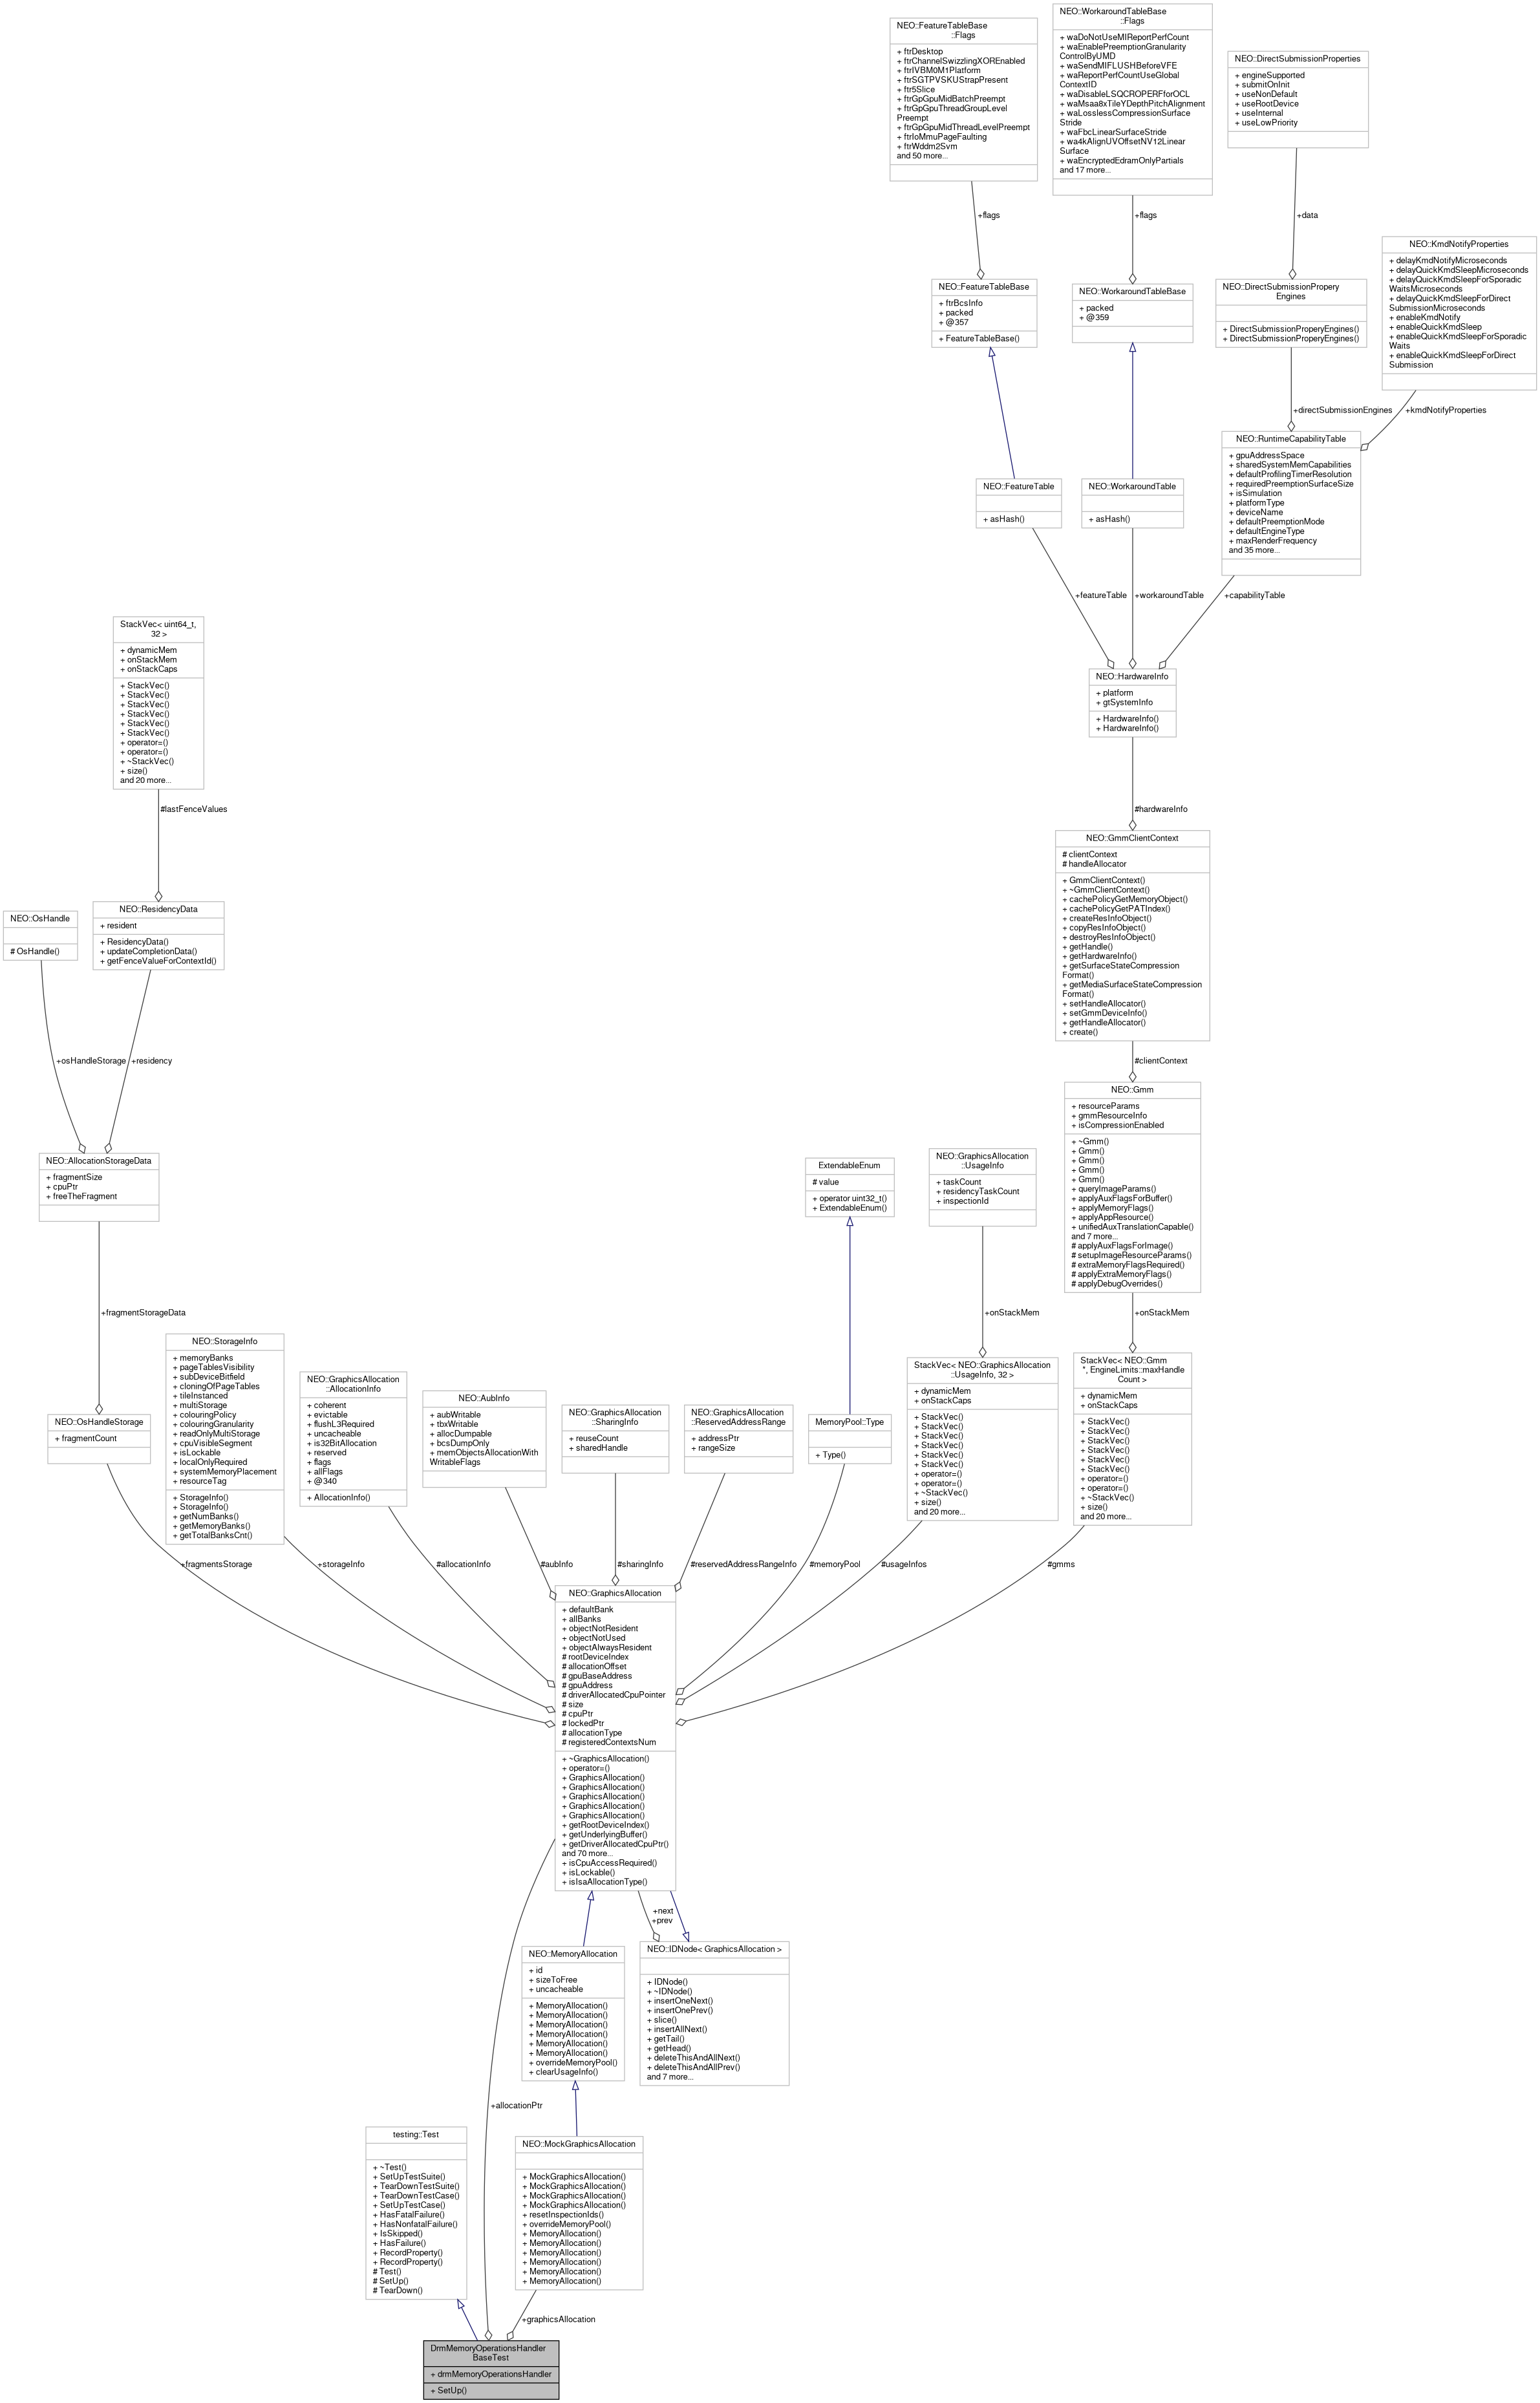 NEO::FeatureTableBase
::Flags
+ ftrDesktop
+ ftrChannelSwizzlingXOREnabled
+ ftrIVBM0M1Platform
+ ftrSGTPVSKUStrapPresent
+ ftr5Slice
+ ftrGpGpuMidBatchPreempt
+ ftrGpGpuThreadGroupLevel
Preempt
+ ftrGpGpuMidThreadLevelPreempt
+ ftrIoMmuPageFaulting
+ ftrWddm2Svm
and 50 more...
NEO::WorkaroundTableBase
::Flags
+ waDoNotUseMIReportPerfCount
+ waEnablePreemptionGranularity
ControlByUMD
+ waSendMIFLUSHBeforeVFE
+ waReportPerfCountUseGlobal
ContextID
+ waDisableLSQCROPERFforOCL
+ waMsaa8xTileYDepthPitchAlignment
+ waLosslessCompressionSurface
Stride
+ waFbcLinearSurfaceStride
+ wa4kAlignUVOffsetNV12Linear
Surface
+ waEncryptedEdramOnlyPartials
and 17 more...
NEO::DirectSubmissionProperties
+ engineSupported
+ submitOnInit
+ useNonDefault
+ useRootDevice
+ useInternal
+ useLowPriority
+flags
+flags
+data
NEO::KmdNotifyProperties
+ delayKmdNotifyMicroseconds
+ delayQuickKmdSleepMicroseconds
+ delayQuickKmdSleepForSporadic
WaitsMicroseconds
+ delayQuickKmdSleepForDirect
SubmissionMicroseconds
+ enableKmdNotify
+ enableQuickKmdSleep
+ enableQuickKmdSleepForSporadic
Waits
+ enableQuickKmdSleepForDirect
Submission
NEO::FeatureTableBase
+ ftrBcsInfo
+ packed
+ @357
+ FeatureTableBase()
NEO::WorkaroundTableBase
+ packed
+ @359
NEO::DirectSubmissionPropery
Engines
+ DirectSubmissionProperyEngines()
+ DirectSubmissionProperyEngines()
+directSubmissionEngines
+kmdNotifyProperties
NEO::FeatureTable
+ asHash()
NEO::WorkaroundTable
+ asHash()
NEO::RuntimeCapabilityTable
+ gpuAddressSpace
+ sharedSystemMemCapabilities
+ defaultProfilingTimerResolution
+ requiredPreemptionSurfaceSize
+ isSimulation
+ platformType
+ deviceName
+ defaultPreemptionMode
+ defaultEngineType
+ maxRenderFrequency
and 35 more...
+featureTable
+workaroundTable
+capabilityTable
StackVec< uint64_t,
32 >
+ dynamicMem
+ onStackMem
+ onStackCaps
+ StackVec()
+ StackVec()
+ StackVec()
+ StackVec()
+ StackVec()
+ StackVec()
+ operator=()
+ operator=()
+ ~StackVec()
+ size()
and 20 more...
NEO::HardwareInfo
+ platform
+ gtSystemInfo
+ HardwareInfo()
+ HardwareInfo()
#lastFenceValues
#hardwareInfo
NEO::GmmClientContext
# clientContext
# handleAllocator
+ GmmClientContext()
+ ~GmmClientContext()
+ cachePolicyGetMemoryObject()
+ cachePolicyGetPATIndex()
+ createResInfoObject()
+ copyResInfoObject()
+ destroyResInfoObject()
+ getHandle()
+ getHardwareInfo()
+ getSurfaceStateCompression
Format()
+ getMediaSurfaceStateCompression
Format()
+ setHandleAllocator()
+ setGmmDeviceInfo()
+ getHandleAllocator()
+ create()
NEO::OsHandle
# OsHandle()
NEO::ResidencyData
+ resident
+ ResidencyData()
+ updateCompletionData()
+ getFenceValueForContextId()
+osHandleStorage
+residency
#clientContext
NEO::Gmm
+ resourceParams
+ gmmResourceInfo
+ isCompressionEnabled
+ ~Gmm()
+ Gmm()
+ Gmm()
+ Gmm()
+ Gmm()
+ queryImageParams()
+ applyAuxFlagsForBuffer()
+ applyMemoryFlags()
+ applyAppResource()
+ unifiedAuxTranslationCapable()
and 7 more...
# applyAuxFlagsForImage()
# setupImageResourceParams()
# extraMemoryFlagsRequired()
# applyExtraMemoryFlags()
# applyDebugOverrides()
NEO::AllocationStorageData
+ fragmentSize
+ cpuPtr
+ freeTheFragment
ExtendableEnum
# value
+ operator uint32_t()
+ ExtendableEnum()
NEO::GraphicsAllocation
::UsageInfo
+ taskCount
+ residencyTaskCount
+ inspectionId
+fragmentStorageData
+onStackMem
+onStackMem
NEO::OsHandleStorage
+ fragmentCount
NEO::StorageInfo
+ memoryBanks
+ pageTablesVisibility
+ subDeviceBitfield
+ cloningOfPageTables
+ tileInstanced
+ multiStorage
+ colouringPolicy
+ colouringGranularity
+ readOnlyMultiStorage
+ cpuVisibleSegment
+ isLockable
+ localOnlyRequired
+ systemMemoryPlacement
+ resourceTag
+ StorageInfo()
+ StorageInfo()
+ getNumBanks()
+ getMemoryBanks()
+ getTotalBanksCnt()
NEO::GraphicsAllocation
::AllocationInfo
+ coherent
+ evictable
+ flushL3Required
+ uncacheable
+ is32BitAllocation
+ reserved
+ flags
+ allFlags
+ @340
+ AllocationInfo()
NEO::AubInfo
+ aubWritable
+ tbxWritable
+ allocDumpable
+ bcsDumpOnly
+ memObjectsAllocationWith
WritableFlags
NEO::GraphicsAllocation
::SharingInfo
+ reuseCount
+ sharedHandle
NEO::GraphicsAllocation
::ReservedAddressRange
+ addressPtr
+ rangeSize
MemoryPool::Type
+ Type()
StackVec< NEO::GraphicsAllocation
::UsageInfo, 32 >
+ dynamicMem
+ onStackCaps
+ StackVec()
+ StackVec()
+ StackVec()
+ StackVec()
+ StackVec()
+ StackVec()
+ operator=()
+ operator=()
+ ~StackVec()
+ size()
and 20 more...
StackVec< NEO::Gmm
*, EngineLimits::maxHandle
Count >
+ dynamicMem
+ onStackCaps
+ StackVec()
+ StackVec()
+ StackVec()
+ StackVec()
+ StackVec()
+ StackVec()
+ operator=()
+ operator=()
+ ~StackVec()
+ size()
and 20 more...
+fragmentsStorage
+storageInfo
#allocationInfo
#aubInfo
#sharingInfo
#reservedAddressRangeInfo
#memoryPool
#usageInfos
#gmms
NEO::GraphicsAllocation
+ defaultBank
+ allBanks
+ objectNotResident
+ objectNotUsed
+ objectAlwaysResident
# rootDeviceIndex
# allocationOffset
# gpuBaseAddress
# gpuAddress
# driverAllocatedCpuPointer
# size
# cpuPtr
# lockedPtr
# allocationType
# registeredContextsNum
+ ~GraphicsAllocation()
+ operator=()
+ GraphicsAllocation()
+ GraphicsAllocation()
+ GraphicsAllocation()
+ GraphicsAllocation()
+ GraphicsAllocation()
+ getRootDeviceIndex()
+ getUnderlyingBuffer()
+ getDriverAllocatedCpuPtr()
and 70 more...
+ isCpuAccessRequired()
+ isLockable()
+ isIsaAllocationType()
+next
+prev
NEO::MemoryAllocation
+ id
+ sizeToFree
+ uncacheable
+ MemoryAllocation()
+ MemoryAllocation()
+ MemoryAllocation()
+ MemoryAllocation()
+ MemoryAllocation()
+ MemoryAllocation()
+ overrideMemoryPool()
+ clearUsageInfo()
NEO::IDNode< GraphicsAllocation >
+ IDNode()
+ ~IDNode()
+ insertOneNext()
+ insertOnePrev()
+ slice()
+ insertAllNext()
+ getTail()
+ getHead()
+ deleteThisAndAllNext()
+ deleteThisAndAllPrev()
and 7 more...
+allocationPtr
testing::Test
+ ~Test()
+ SetUpTestSuite()
+ TearDownTestSuite()
+ TearDownTestCase()
+ SetUpTestCase()
+ HasFatalFailure()
+ HasNonfatalFailure()
+ IsSkipped()
+ HasFailure()
+ RecordProperty()
+ RecordProperty()
# Test()
# SetUp()
# TearDown()
NEO::MockGraphicsAllocation
+ MockGraphicsAllocation()
+ MockGraphicsAllocation()
+ MockGraphicsAllocation()
+ MockGraphicsAllocation()
+ resetInspectionIds()
+ overrideMemoryPool()
+ MemoryAllocation()
+ MemoryAllocation()
+ MemoryAllocation()
+ MemoryAllocation()
+ MemoryAllocation()
+ MemoryAllocation()
+graphicsAllocation
DrmMemoryOperationsHandler
BaseTest
+ drmMemoryOperationsHandler
+ SetUp()